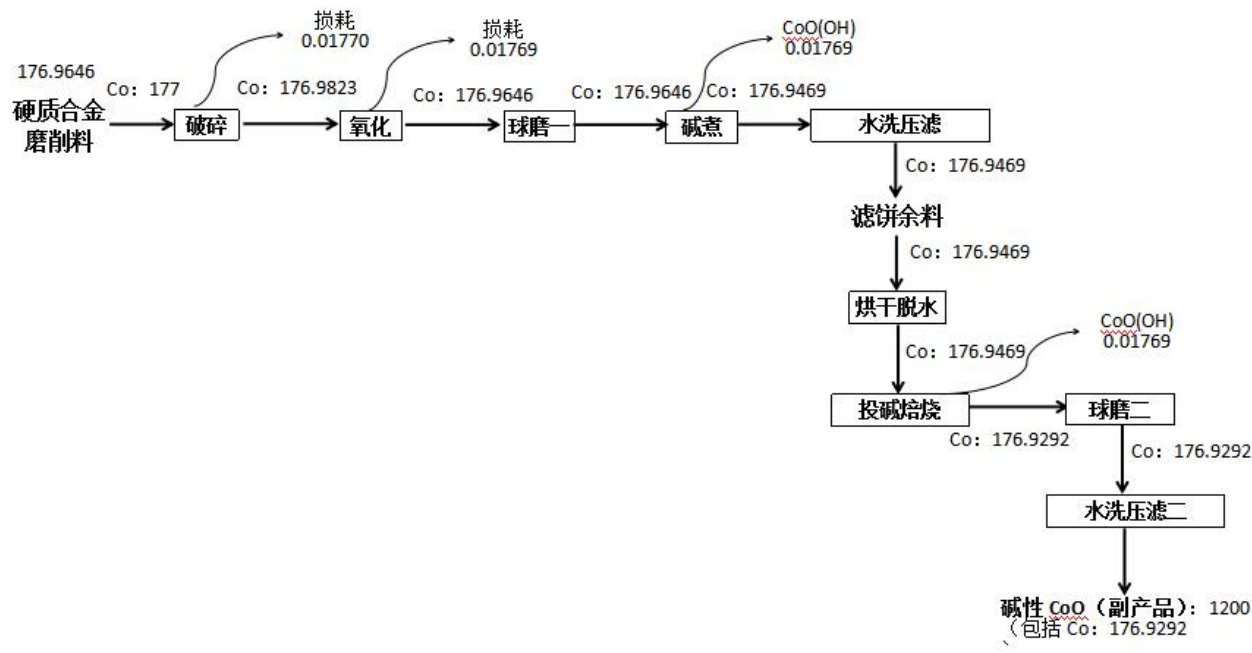 损耗
0.01770
损耗
0.01769
CoO(OH)
0.01769
176.9646
Co：177
Co：176.9823
Co：176.9646
Co：176.9646
Co：176.9469
硬质合金
磨削料
破碎
氧化
球磨一
碱煮
水洗压滤
Co：176.9469
滤饼余料
Co：176.9469
烘干脱水
CoO(OH)
0.01769
Co：176.9469
投碱焙烧
球磨二
Co：176.9292
Co：176.9292
水洗压滤二
碱性 CoO（副产品）：1200
（包括 Co：176.9292